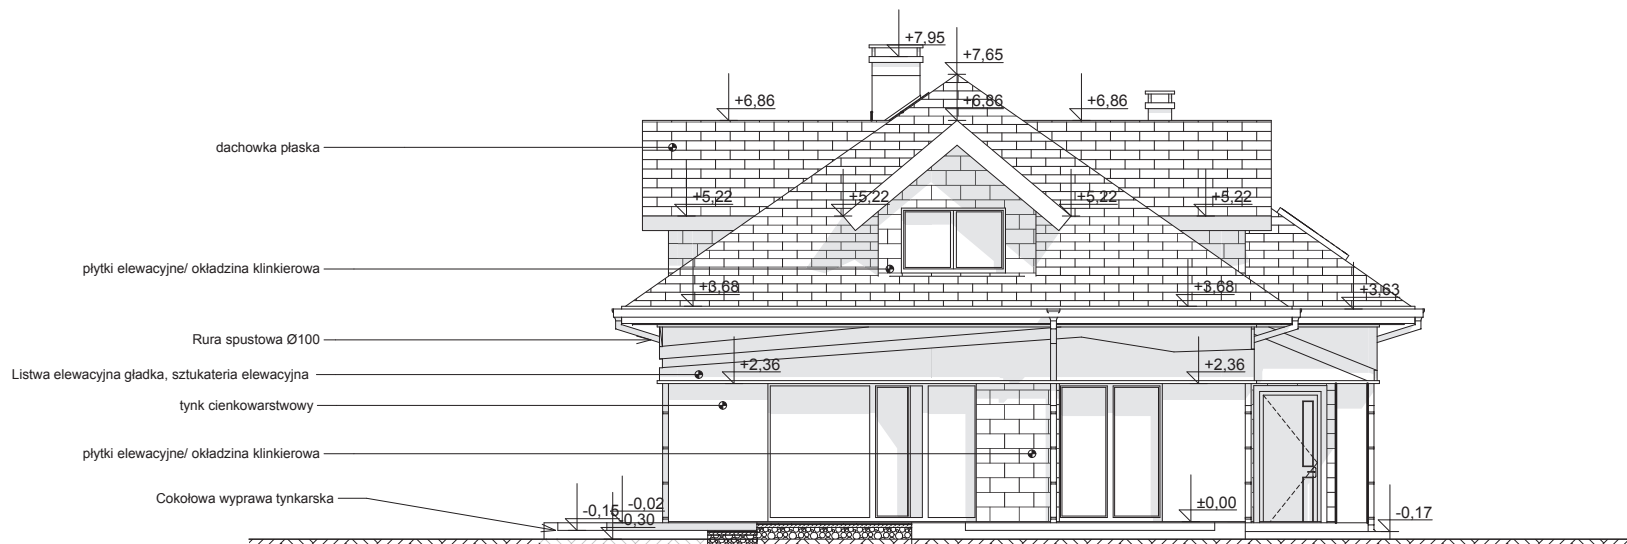 +7,95
+7,65
+6,86
+6,86
+6,86
dachowka płaska
+5,22
+5,22
+5,22
+5,22
płytki elewacyjne/ okładzina klinkierowa
+3,68
+3,68
+3,63
Rura spustowa Ø100
Listwa elewacyjna gładka, sztukateria elewacyjna
+2,36
+2,36
tynk cienkowarstwowy
płytki elewacyjne/ okładzina klinkierowa
Cokołowa wyprawa tynkarska
-0,15
-0,02
-0,30
±0,00
-0,17